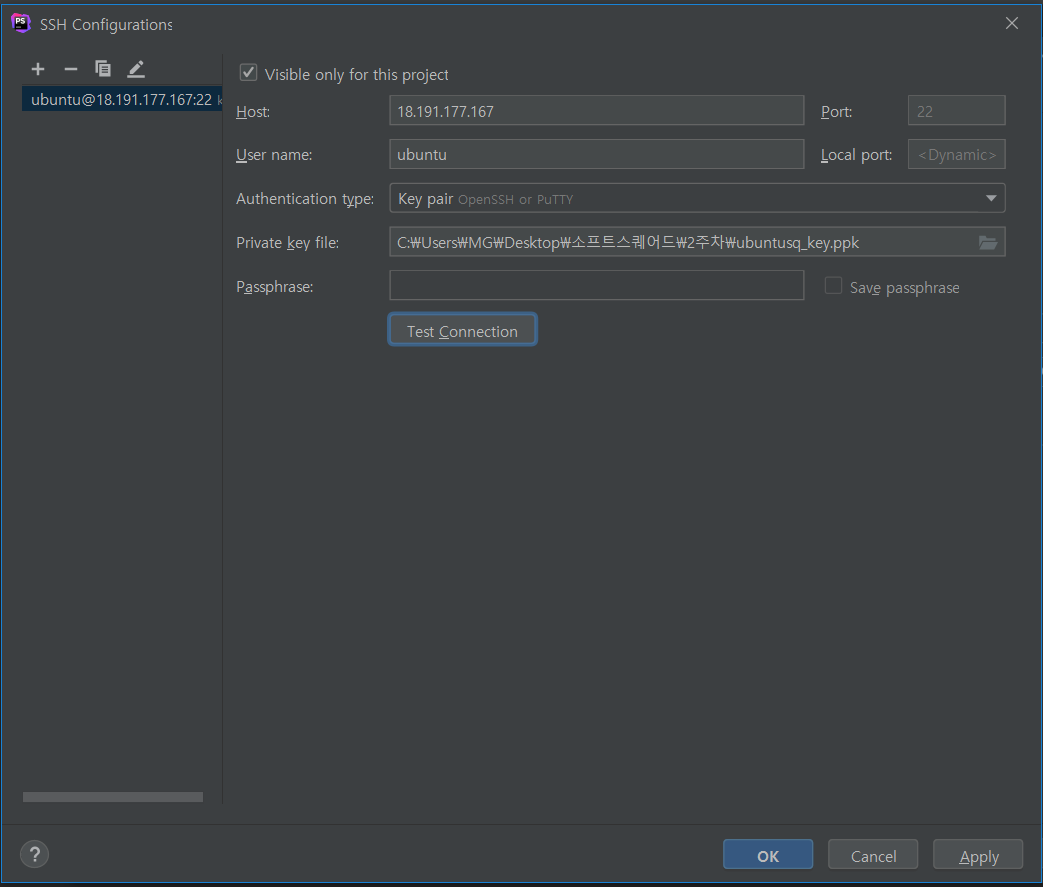 PS
SSH Configurations
ubuntu@18.191.177.167:22 k
Visible only for this project
Host: 18.191.177.167 Port: 22
User name: ubuntu Local port: <Dynamic>
Authentication type: Key pair OpenSSH or PuTTY
Private key file: C:₩Users₩MG₩Desktop₩소프트스퀘어드₩2주차₩ubuntusq_key.ppk
Passphrase: Save passphrase
Test Connection
? OK Cancel Apply